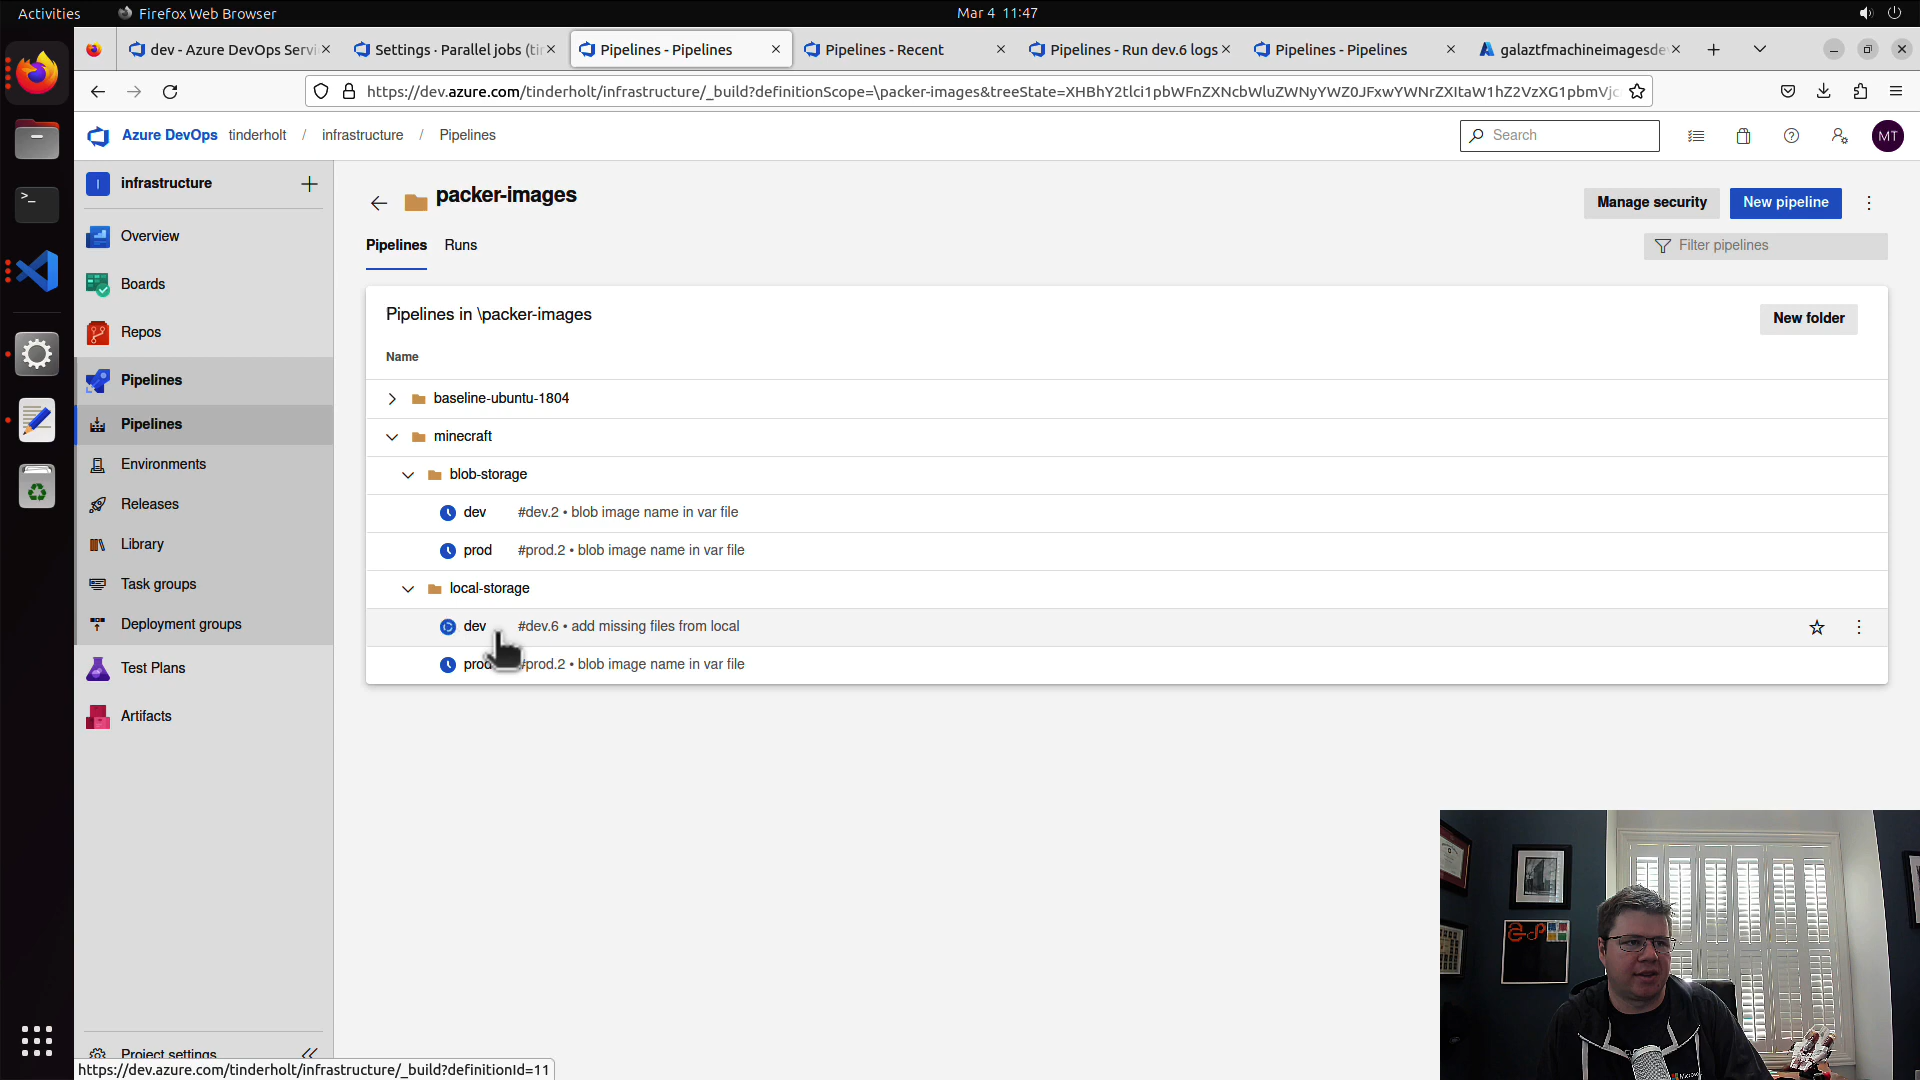 Activities
Firefox Web Browser
Mar 4 11:47
dev - Azure DevOps Servi
Settings · Parallel jobs (ti
Pipelines - Pipelines
Pipelines - Recent
Pipelines - Run dev.6 logs
Pipelines - Pipelines
galaztfmachineimagesde
https://dev.azure.com/tinderholt/infrastructure/_build?definitionScope=\packer-images&treeState=XHBhY2tlci1pbWFnZXNcbWluZWNyYWZ0JFxwYWNrZXItaW1hZ2VzXG1pbmVjc
Azure DevOps tinderholt / infrastructure / Pipelines
Search
MT
I infrastructure
Overview
Boards
Repos
Pipelines
Pipelines
Environments
Releases
Library
Task groups
Deployment groups
Test Plans
Artifacts
Project settings
packer-images
Manage security
New pipeline
Pipelines Runs
Filter pipelines
Pipelines in \packer-images
New folder
Name
baseline-ubuntu-1804
minecraft
blob-storage
dev #dev.2 • blob image name in var file
prod #prod.2 • blob image name in var file
local-storage
dev #dev.6 • add missing files from local
prod #prod.2 • blob image name in var file
https://dev.azure.com/tinderholt/infrastructure/_build?definitionId=11